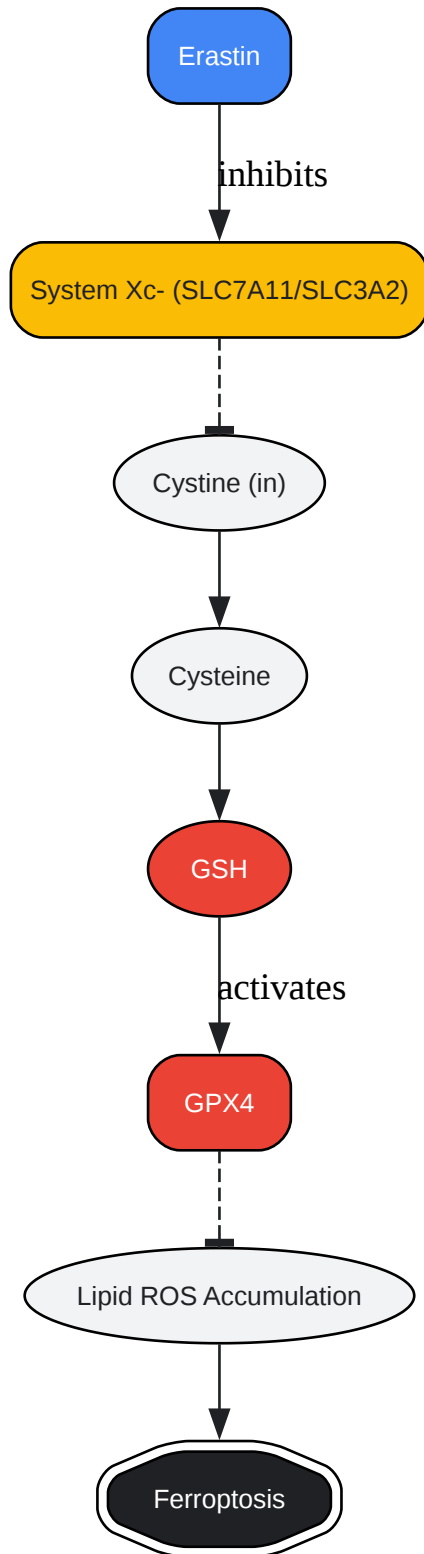 Erastin
inhibits
System Xc- (SLC7A11/SLC3A2)
Cystine (in)
Cysteine
GSH
activates
GPX4
Lipid ROS Accumulation
Ferroptosis